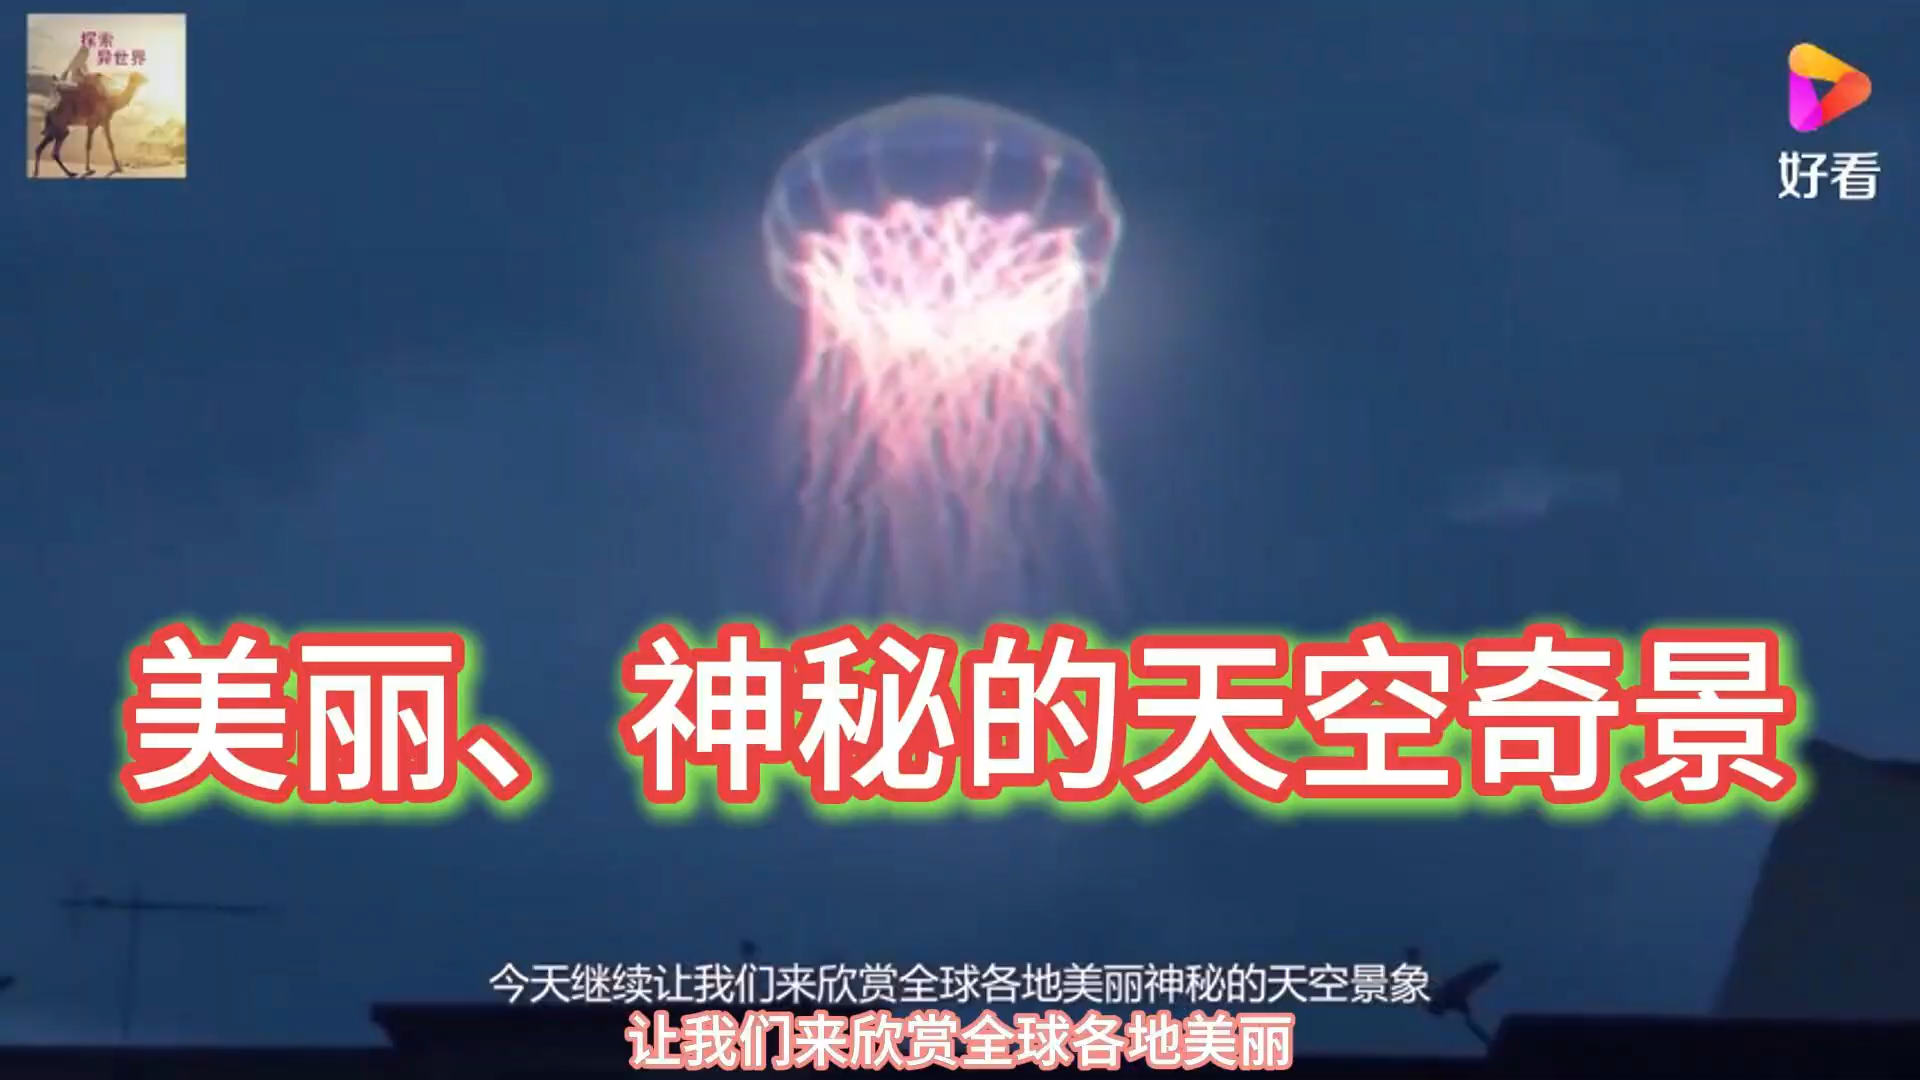 探索
异世界
好看
美丽、神秘的天空奇景
今天继续让我们来欣赏全球各地美丽神秘的天空景象
让我们来欣赏全球各地美丽